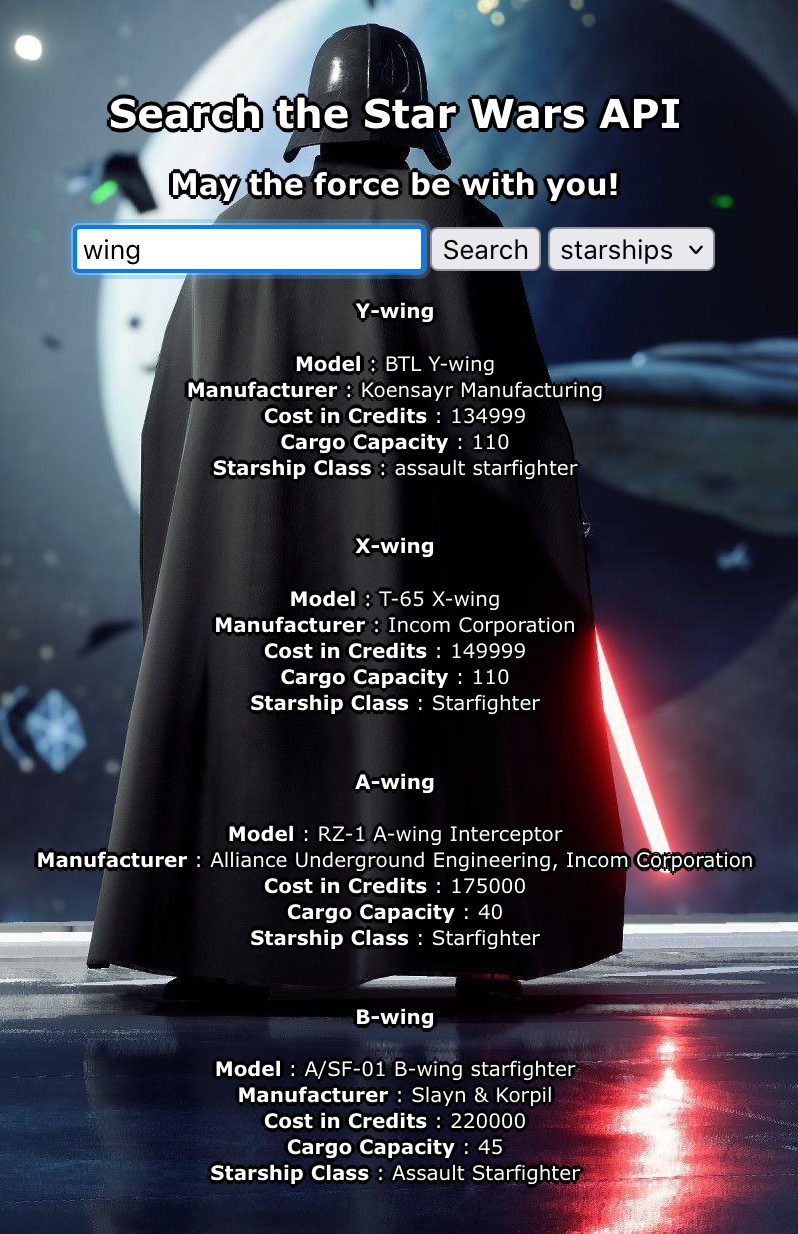 Search the Star Wars API
May the force be with you!
wing Search starships
Y-wing
Model : BTL Y-wing
Manufacturer : Koensayr Manufacturing
Cost in Credits : 134999
Cargo Capacity : 110
Starship Class : assault starfighter
X-wing
Model : T-65 X-wing
Manufacturer : Incom Corporation
Cost in Credits : 149999
Cargo Capacity : 110
Starship Class : Starfighter
A-wing
Model : RZ-1 A-wing Interceptor
Manufacturer : Alliance Underground Engineering, Incom Corporation
Cost in Credits : 175000
Cargo Capacity : 40
Starship Class : Starfighter
B-wing
Model : A/SF-01 B-wing starfighter
Manufacturer : Slayn & Korpil
Cost in Credits : 220000
Cargo Capacity : 45
Starship Class : Assault Starfighter